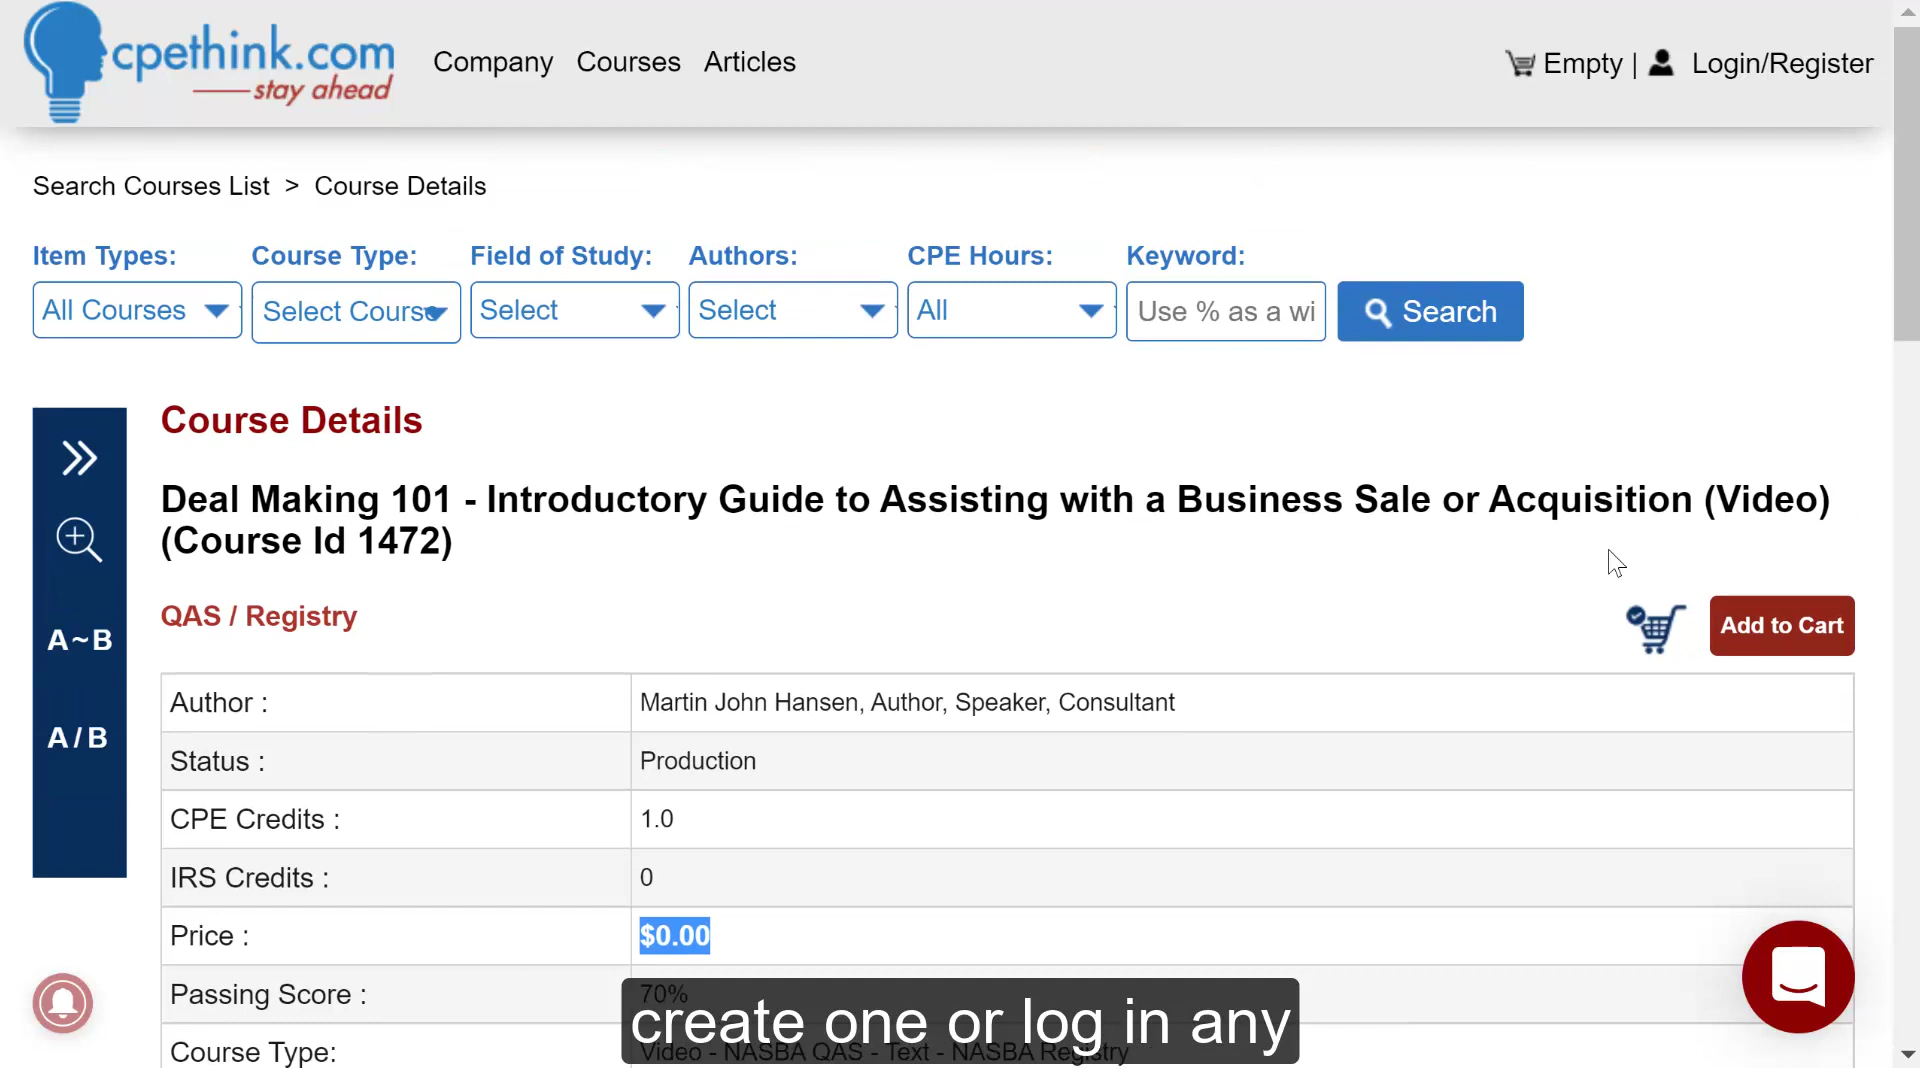 cpethink.com
stay ahead
Company Courses Articles
Empty | Login/Register
Search Courses List > Course Details
Item Types: Course Type: Field of Study: Authors: CPE Hours: Keyword:
All Courses Select Course Select Select All Use % as a wi Search
Course Details
Deal Making 101 - Introductory Guide to Assisting with a Business Sale or Acquisition (Video)
(Course Id 1472)
A~B
A/B
QAS / Registry
Add to Cart
Author : Martin John Hansen, Author, Speaker, Consultant
Status : Production
CPE Credits : 1.0
IRS Credits : 0
Price : $0.00
Passing Score : 70%
create one or log in any
Course Type: Video - NASBA QAS - Text - NASBA Registry